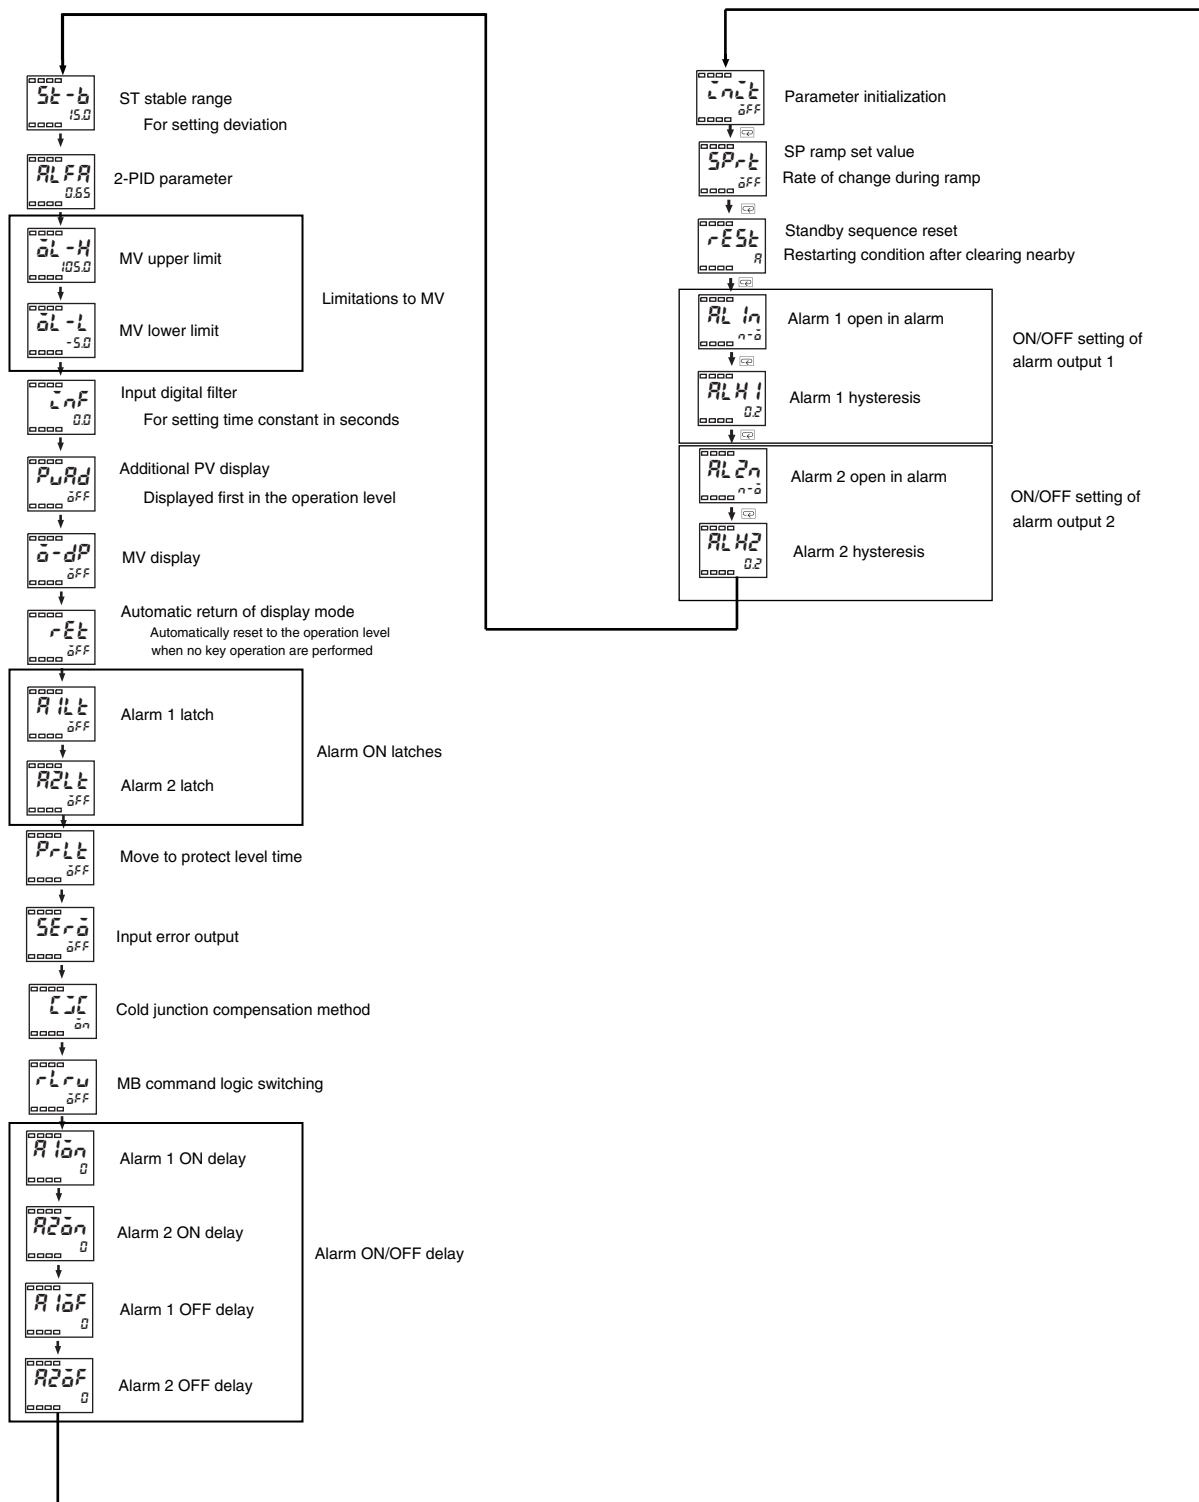 St-b
15.0
ST stable range
For setting deviation
ALFA
0.65
2-PID parameter
oL-H
105.0
MV upper limit
oL-L
-5.0
MV lower limit
Limitations to MV
inF
0.0
Input digital filter
For setting time constant in seconds
PvAd
oFF
Additional PV display
Displayed first in the operation level
o-dP
oFF
MV display
rEt
oFF
Automatic return of display mode
Automatically reset to the operation level
when no key operation are performed
A1Lt
oFF
Alarm 1 latch
A2Lt
oFF
Alarm 2 latch
Alarm ON latches
PrLt
oFF
Move to protect level time
SEro
oFF
Input error output
CJC
on
Cold junction compensation method
rLru
oFF
MB command logic switching
A1on
0
Alarm 1 ON delay
A2on
0
Alarm 2 ON delay
A1oF
0
Alarm 1 OFF delay
A2oF
0
Alarm 2 OFF delay
Alarm ON/OFF delay
init
oFF
Parameter initialization
SPrt
oFF
SP ramp set value
Rate of change during ramp
rESt
A
Standby sequence reset
Restarting condition after clearing nearby
AL1n
n-o
Alarm 1 open in alarm
ALH1
0.2
Alarm 1 hysteresis
ON/OFF setting of
alarm output 1
AL2n
n-o
Alarm 2 open in alarm
ALH2
0.2
Alarm 2 hysteresis
ON/OFF setting of
alarm output 2